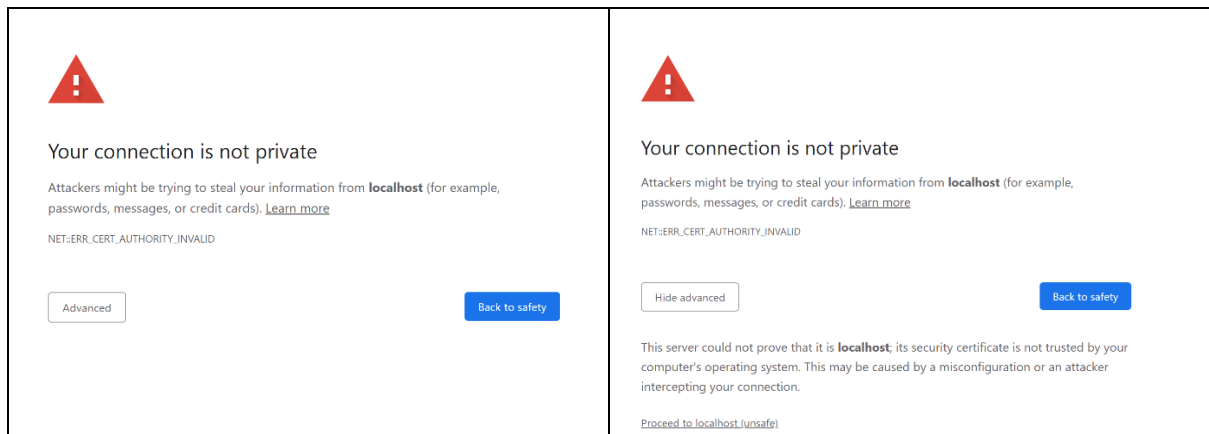 Your connection is not private
Attackers might be trying to steal your information from localhost (for example,
passwords, messages, or credit cards). Learn more
NET::ERR_CERT_AUTHORITY_INVALID
Advanced
Back to safety
Your connection is not private
Attackers might be trying to steal your information from localhost (for example,
passwords, messages, or credit cards). Learn more
NET::ERR_CERT_AUTHORITY_INVALID
Hide advanced
Back to safety
This server could not prove that it is localhost; its security certificate is not trusted by your
computer's operating system. This may be caused by a misconfiguration or an attacker
intercepting your connection.
Proceed to localhost (unsafe)